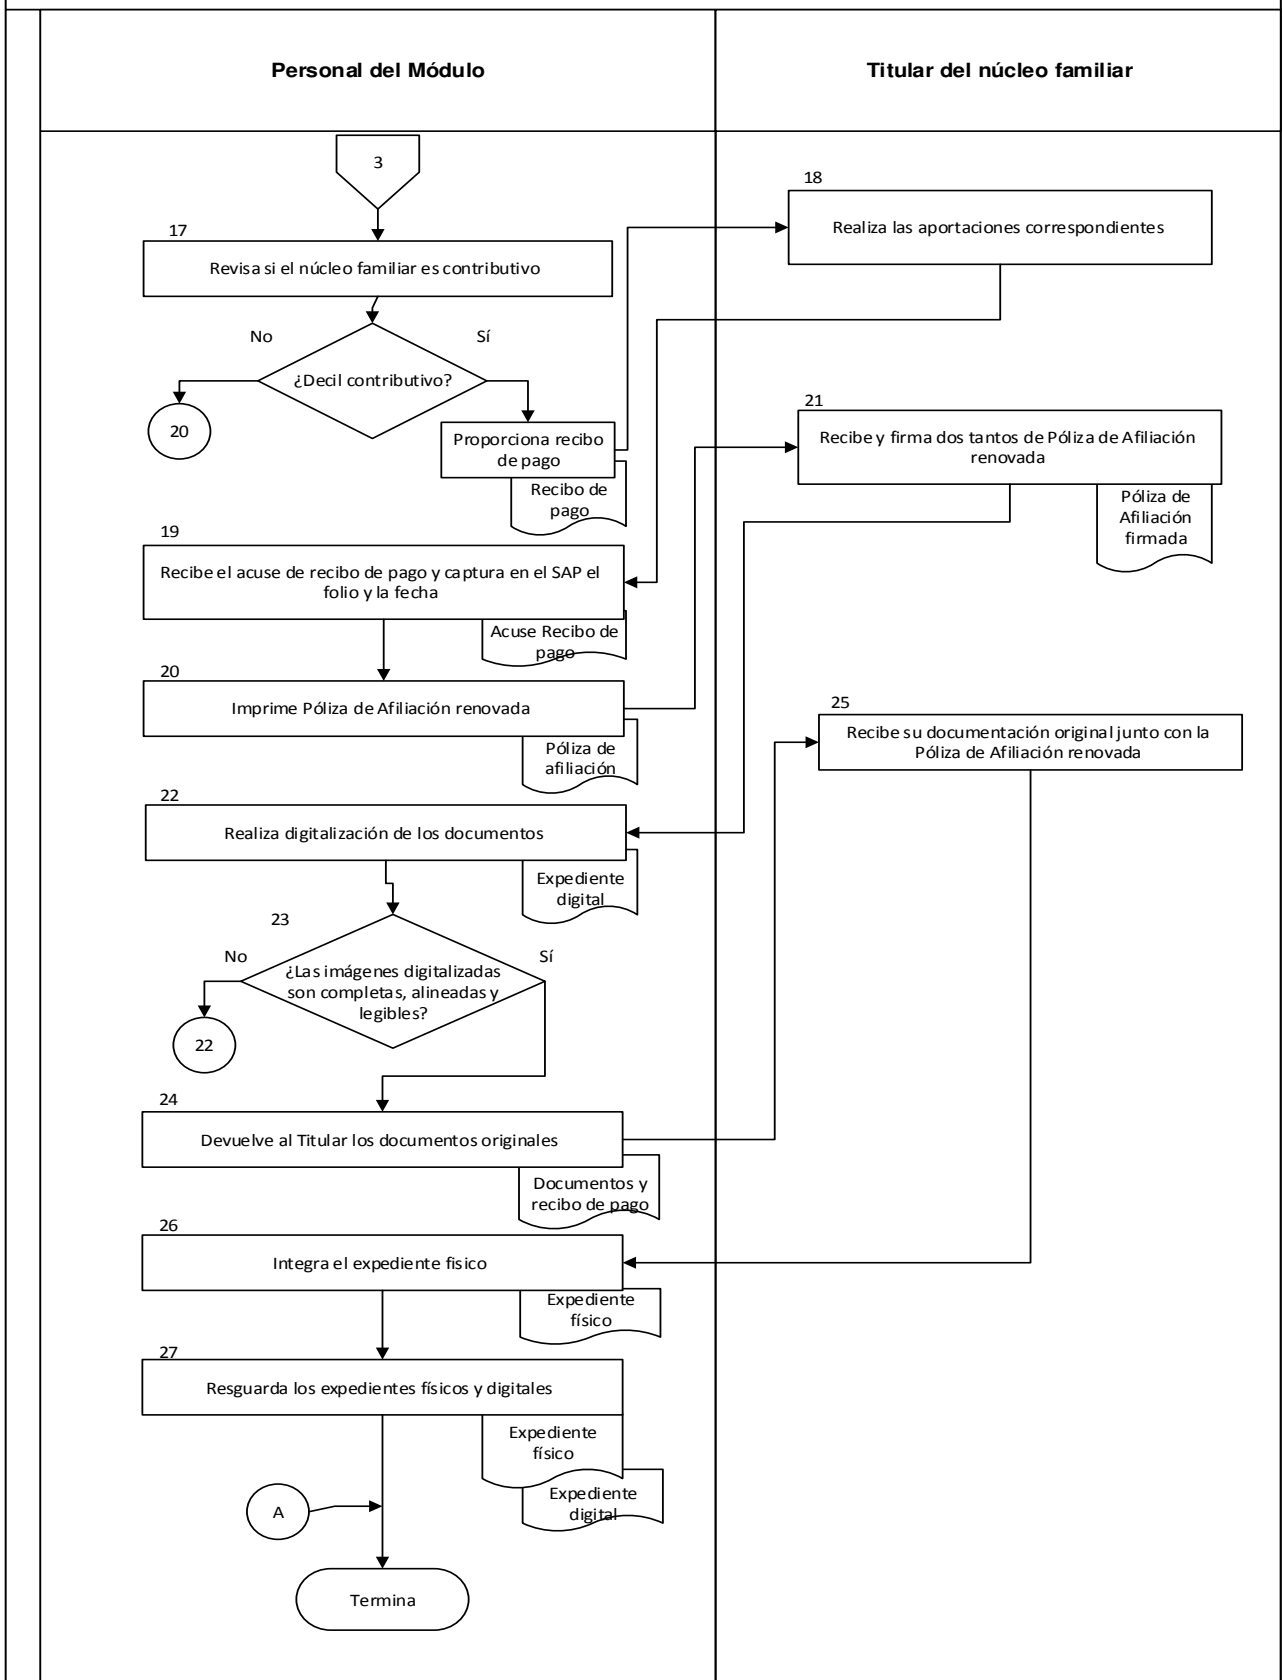 Personal del Módulo
Titular del núcleo familiar
3
17
Revisa si el núcleo familiar es contributivo
18
Realiza las aportaciones correspondientes
No
Sí
¿Decil contributivo?
20
Proporciona recibo
de pago
Recibo de
pago
21
Recibe y firma dos tantos de Póliza de Afiliación
renovada
Póliza de
Afiliación
firmada
19
Recibe el acuse de recibo de pago y captura en el SAP el
folio y la fecha
Acuse Recibo de
pago
20
Imprime Póliza de Afiliación renovada
Póliza de
afiliación
25
Recibe su documentación original junto con la
Póliza de Afiliación renovada
22
Realiza digitalización de los documentos
Expediente
digital
23
No
Sí
¿Las imágenes digitalizadas
son completas, alineadas y
legibles?
22
24
Devuelve al Titular los documentos originales
Documentos y
recibo de pago
26
Integra el expediente fisico
Expediente
físico
27
Resguarda los expedientes físicos y digitales
Expediente
físico
Expediente
digital
A
Termina